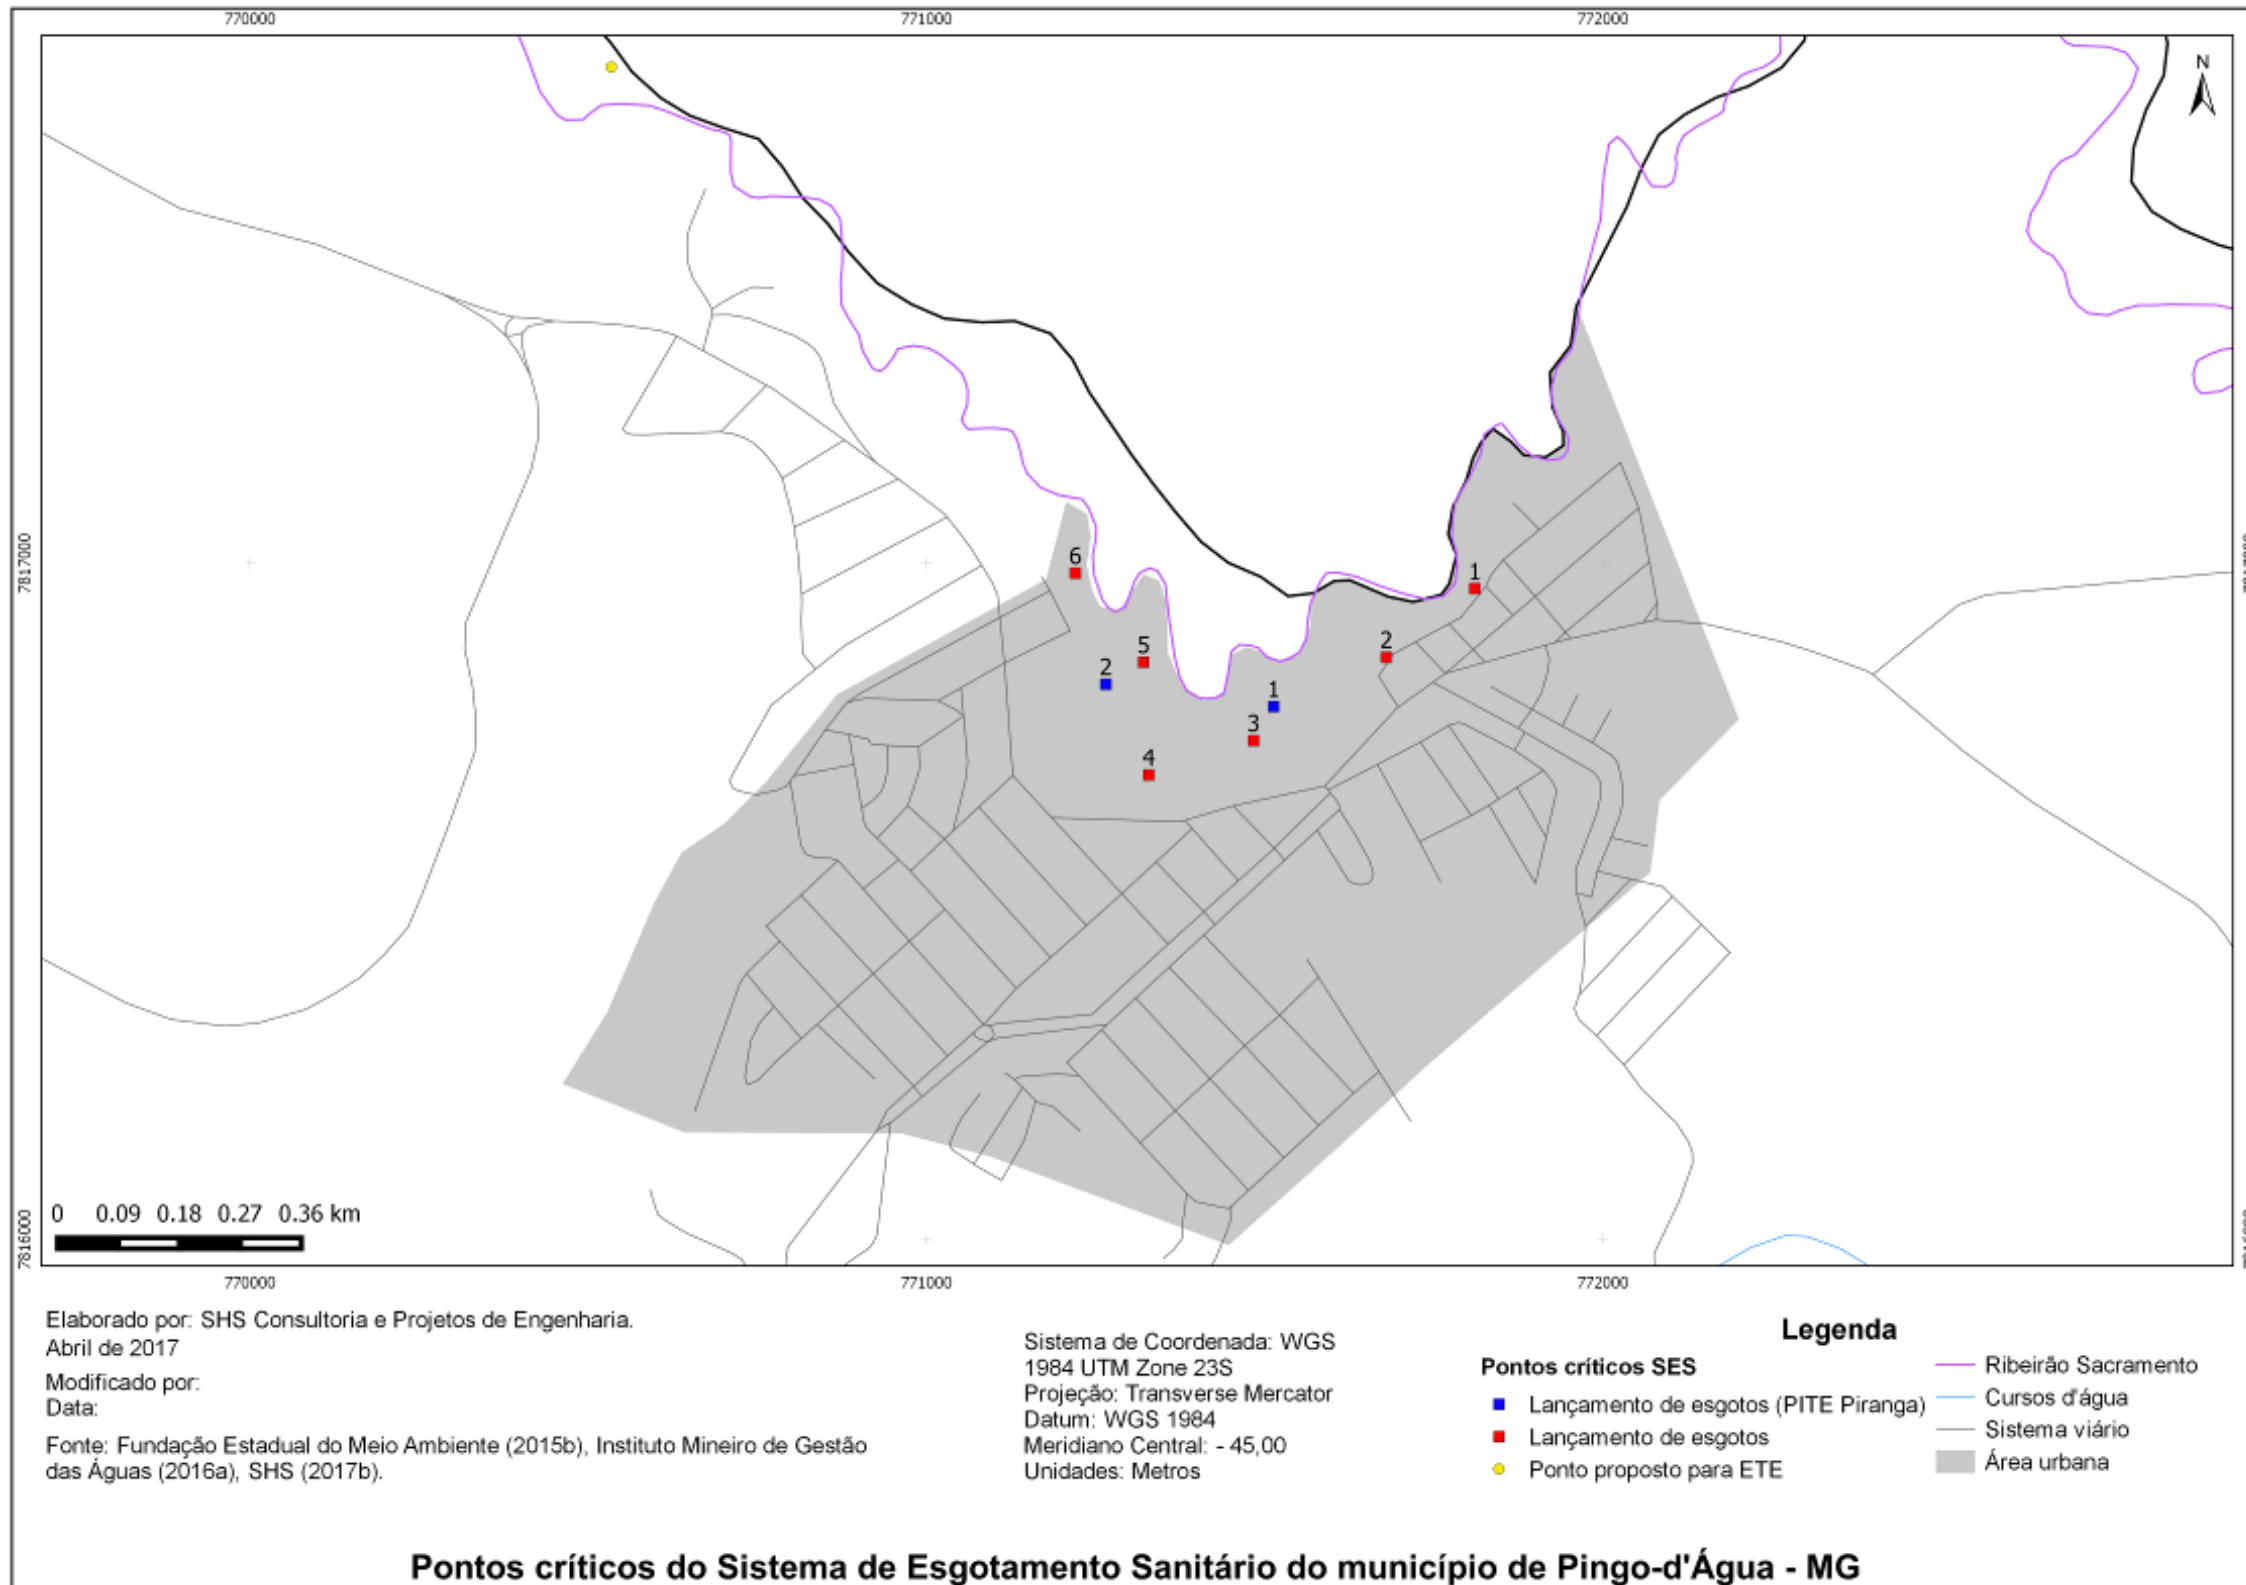 770000
771000
772000
N
7817000
6
1
5
2
2
1
3
4
0 0.09 0.18 0.27 0.36 km
7816000
770000
771000
772000
Elaborado por: SHS Consultoria e Projetos de Engenharia.
Abril de 2017
Modificado por:
Data:
Fonte: Fundação Estadual do Meio Ambiente (2015b), Instituto Mineiro de Gestão
das Águas (2016a), SHS (2017b).
Sistema de Coordenada: WGS
1984 UTM Zone 23S
Projeção: Transverse Mercator
Datum: WGS 1984
Meridiano Central: - 45,00
Unidades: Metros
Legenda
Pontos críticos SES
Lançamento de esgotos (PITE Piranga)
Lançamento de esgotos
Ponto proposto para ETE
Ribeirão Sacramento
Cursos d'água
Sistema viário
Área urbana
Pontos críticos do Sistema de Esgotamento Sanitário do município de Pingo-d'Água - MG